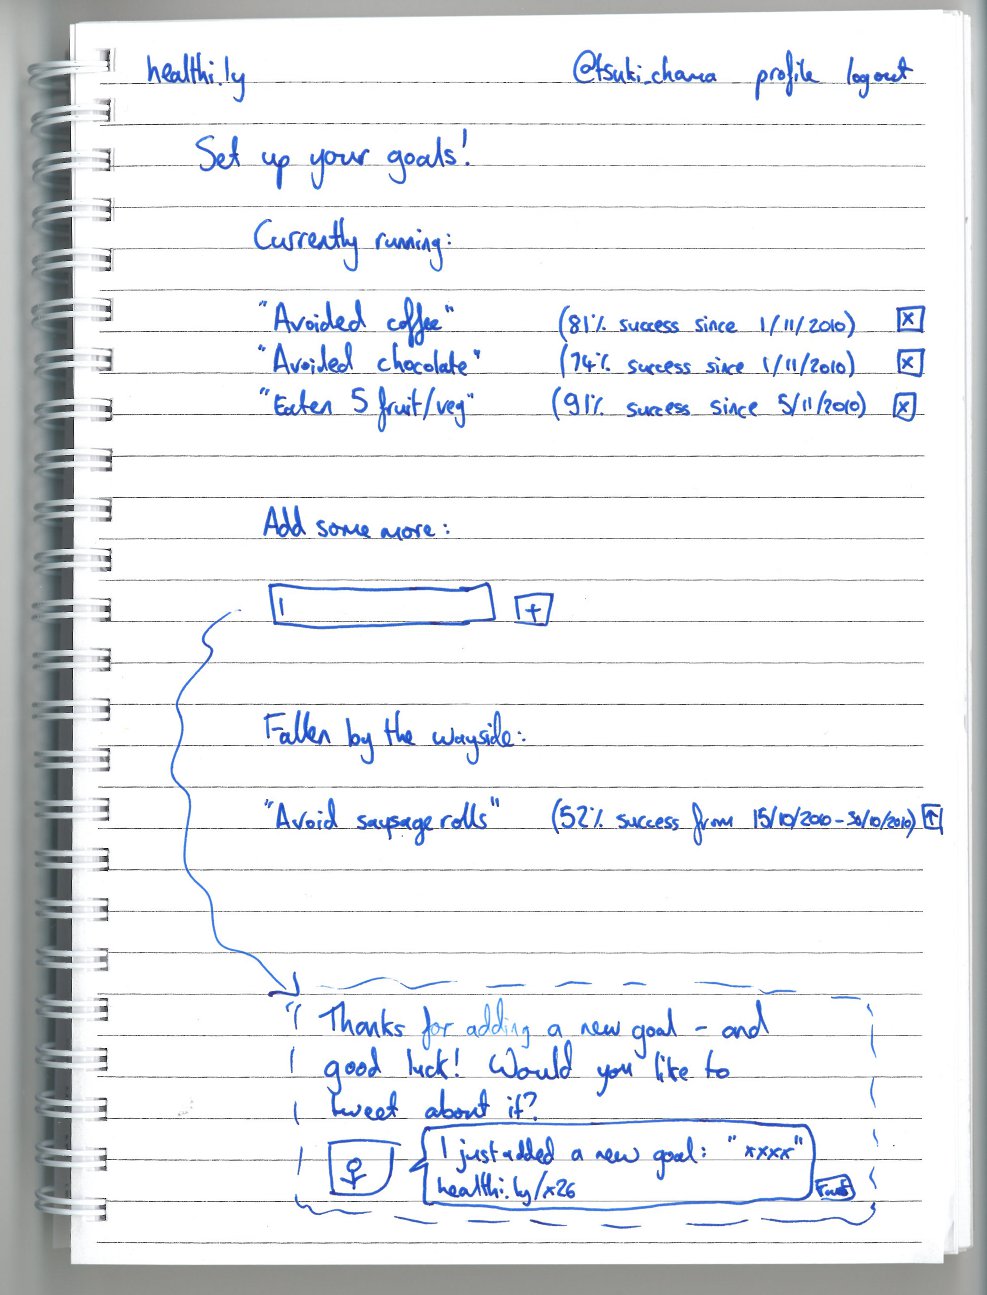 healthi.ly @tsuki_chama profile logout
Set up your goals!
Currently running:
"Avoided coffee" (81% success since 1/11/2010) x
"Avoided chocolate" (74% success since 1/11/2010) x
"Eaten 5 fruit/veg" (91% success since 5/11/2010) x
Add some more:
+
Fallen by the wayside:
"Avoid sausage rolls" (52% success from 15/10/2010 - 30/10/2010) ↑
Thanks for adding a new goal - and
good luck! Would you like to
tweet about it?
I just added a new goal: "xxxx"
healthi.ly/x26